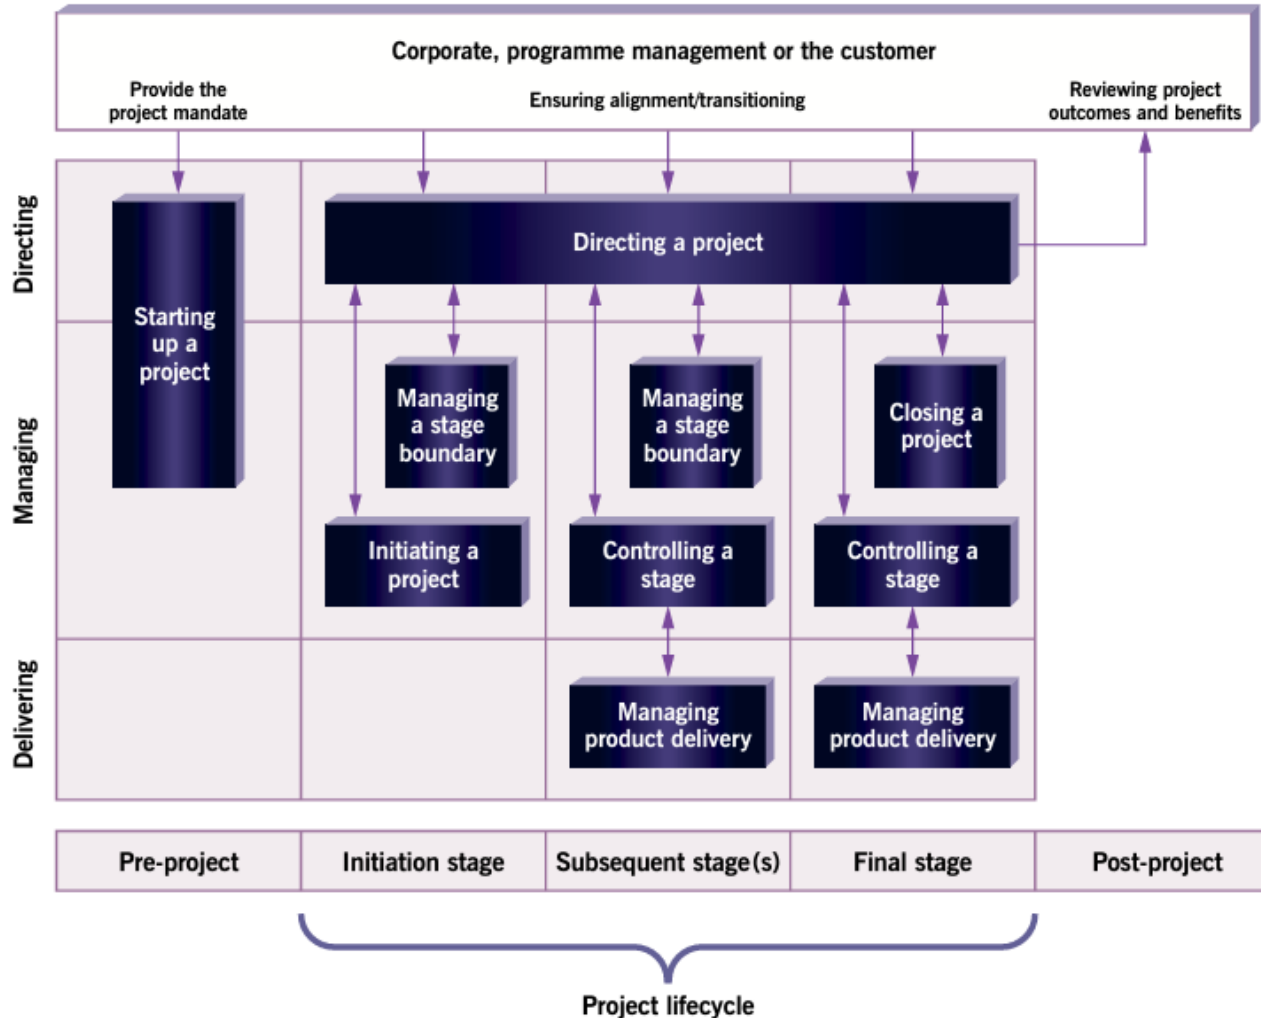 Corporate, programme management or the customer
Provide the
project mandate
Ensuring alignment/transitioning
Reviewing project
outcomes and benefits
Directing
Directing a project
Starting
up a
project
Managing
Managing
a stage
boundary
Managing
a stage
boundary
Closing a
project
Initiating a
project
Controlling a
stage
Controlling a
stage
Delivering
Managing
product delivery
Managing
product delivery
Pre-project
Initiation stage
Subsequent stage(s)
Final stage
Post-project
Project lifecycle